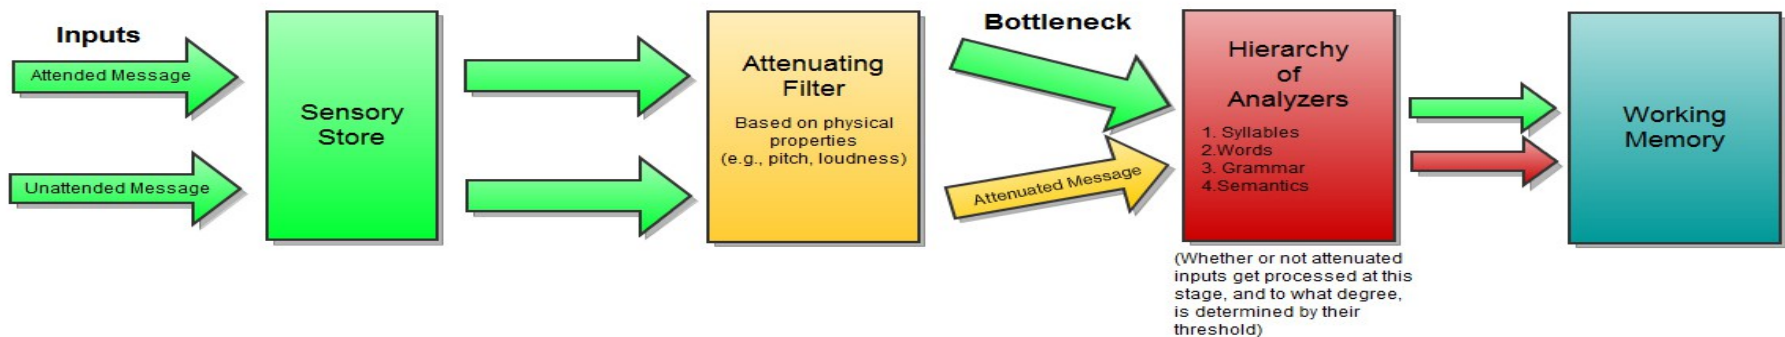 Inputs
Attended Message
Unattended Message
Sensory
Store
Attenuating
Filter
Based on physical
properties
(e.g., pitch, loudness)
Bottleneck
Attenuated Message
Hierarchy
of
Analyzers
1. Syllables
2.Words
3. Grammar
4.Semantics
(Whether or not attenuated
inputs get processed at this
stage, and to what degree,
is determined by their
threshold)
Working
Memory